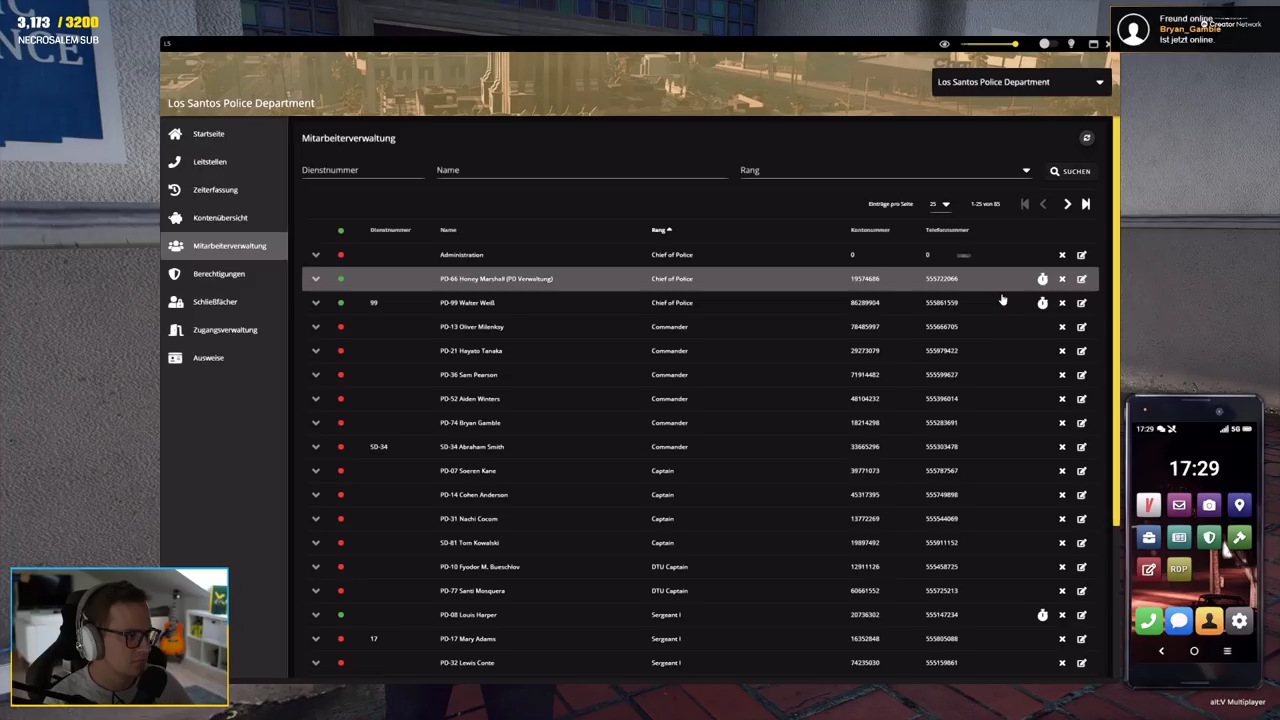 3,173 / 3200
NECROSALEM SUB
Freund online
Creator Network
Bryan_Gamble
Ist jetzt online.
LS
Los Santos Police Department
Los Santos Police Department
Startseite
Leitstellen
Zeiterfassung
Kontenübersicht
Mitarbeiterverwaltung
Berechtigungen
Schließfächer
Zugangsverwaltung
Ausweise
Mitarbeiterverwaltung
Dienstnummer Name Rang SUCHEN
Einträge pro Seite 25 1-25 von 85
Dienstnummer Name Rang Kontonummer Telefonnummer
Administration Chief of Police 0 0
PD-66 Honey Marshall (PD Verwaltung) Chief of Police 19574686 555722066
99 PD-99 Walter Weiß Chief of Police 86289904 555861559
PD-13 Oliver Milenksy Commander 78485997 555666705
PD-21 Hayato Tanaka Commander 29273079 555979422
PD-36 Sam Pearson Commander 71914482 555599627
PD-52 Aiden Winters Commander 48104232 555396014
PD-74 Bryan Gamble Commander 18214298 555283691
SD-34 SD-34 Abraham Smith Commander 33665296 555303478
PD-07 Soeren Kane Captain 39771073 555787567
PD-14 Cohen Anderson Captain 45317395 555749898
PD-31 Nachi Cocom Captain 13772269 555544069
SD-81 Tom Kowalski Captain 19897492 555911152
PD-10 Fyodor M. Bueschlov DTU Captain 12911126 555458725
PD-77 Santi Mosquera DTU Captain 60661552 555725213
PD-08 Louis Harper Sergeant I 20736302 555147234
17 PD-17 Mary Adams Sergeant I 16352848 555805088
PD-32 Lewis Conte Sergeant I 74235030 555159861
17:29 5G
17:29
RDP
alt:V Multiplayer